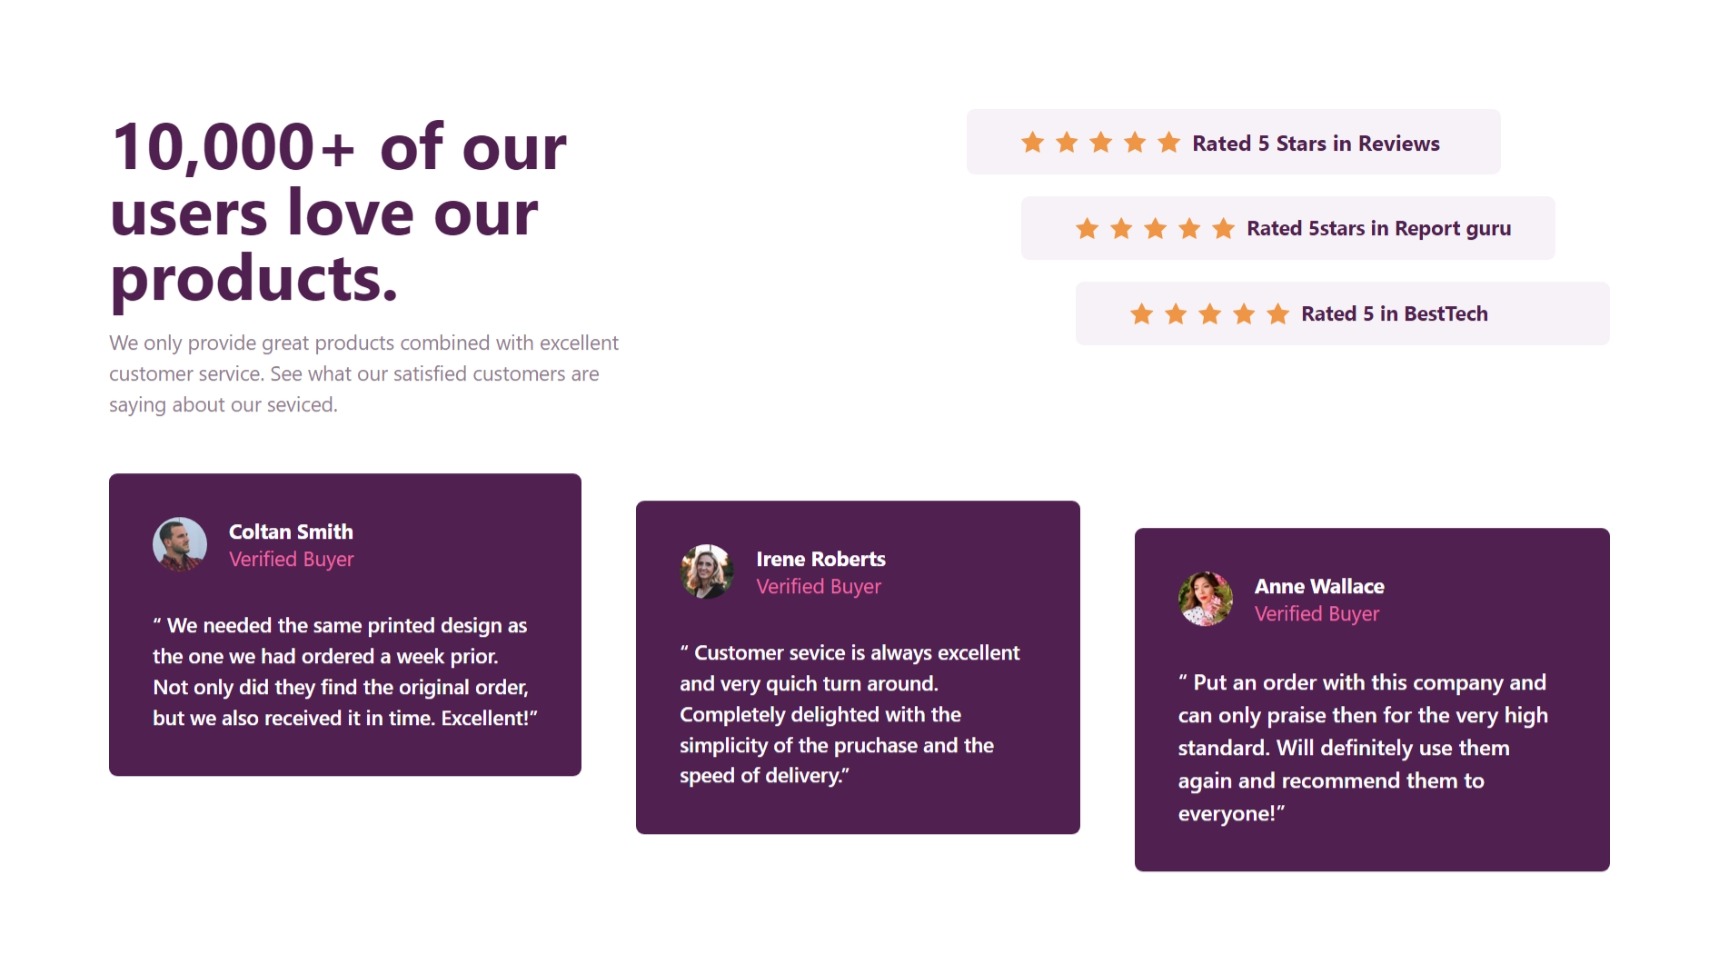 10,000+ of our
users love our
products.
We only provide great products combined with excellent
customer service. See what our satisfied customers are
saying about our seviced.
Rated 5 Stars in Reviews
Rated 5stars in Report guru
Rated 5 in BestTech
Coltan Smith
Verified Buyer
“ We needed the same printed design as
the one we had ordered a week prior.
Not only did they find the original order,
but we also received it in time. Excellent!”
Irene Roberts
Verified Buyer
“ Customer sevice is always excellent
and very quich turn around.
Completely delighted with the
simplicity of the pruchase and the
speed of delivery.”
Anne Wallace
Verified Buyer
“ Put an order with this company and
can only praise then for the very high
standard. Will definitely use them
again and recommend them to
everyone!”